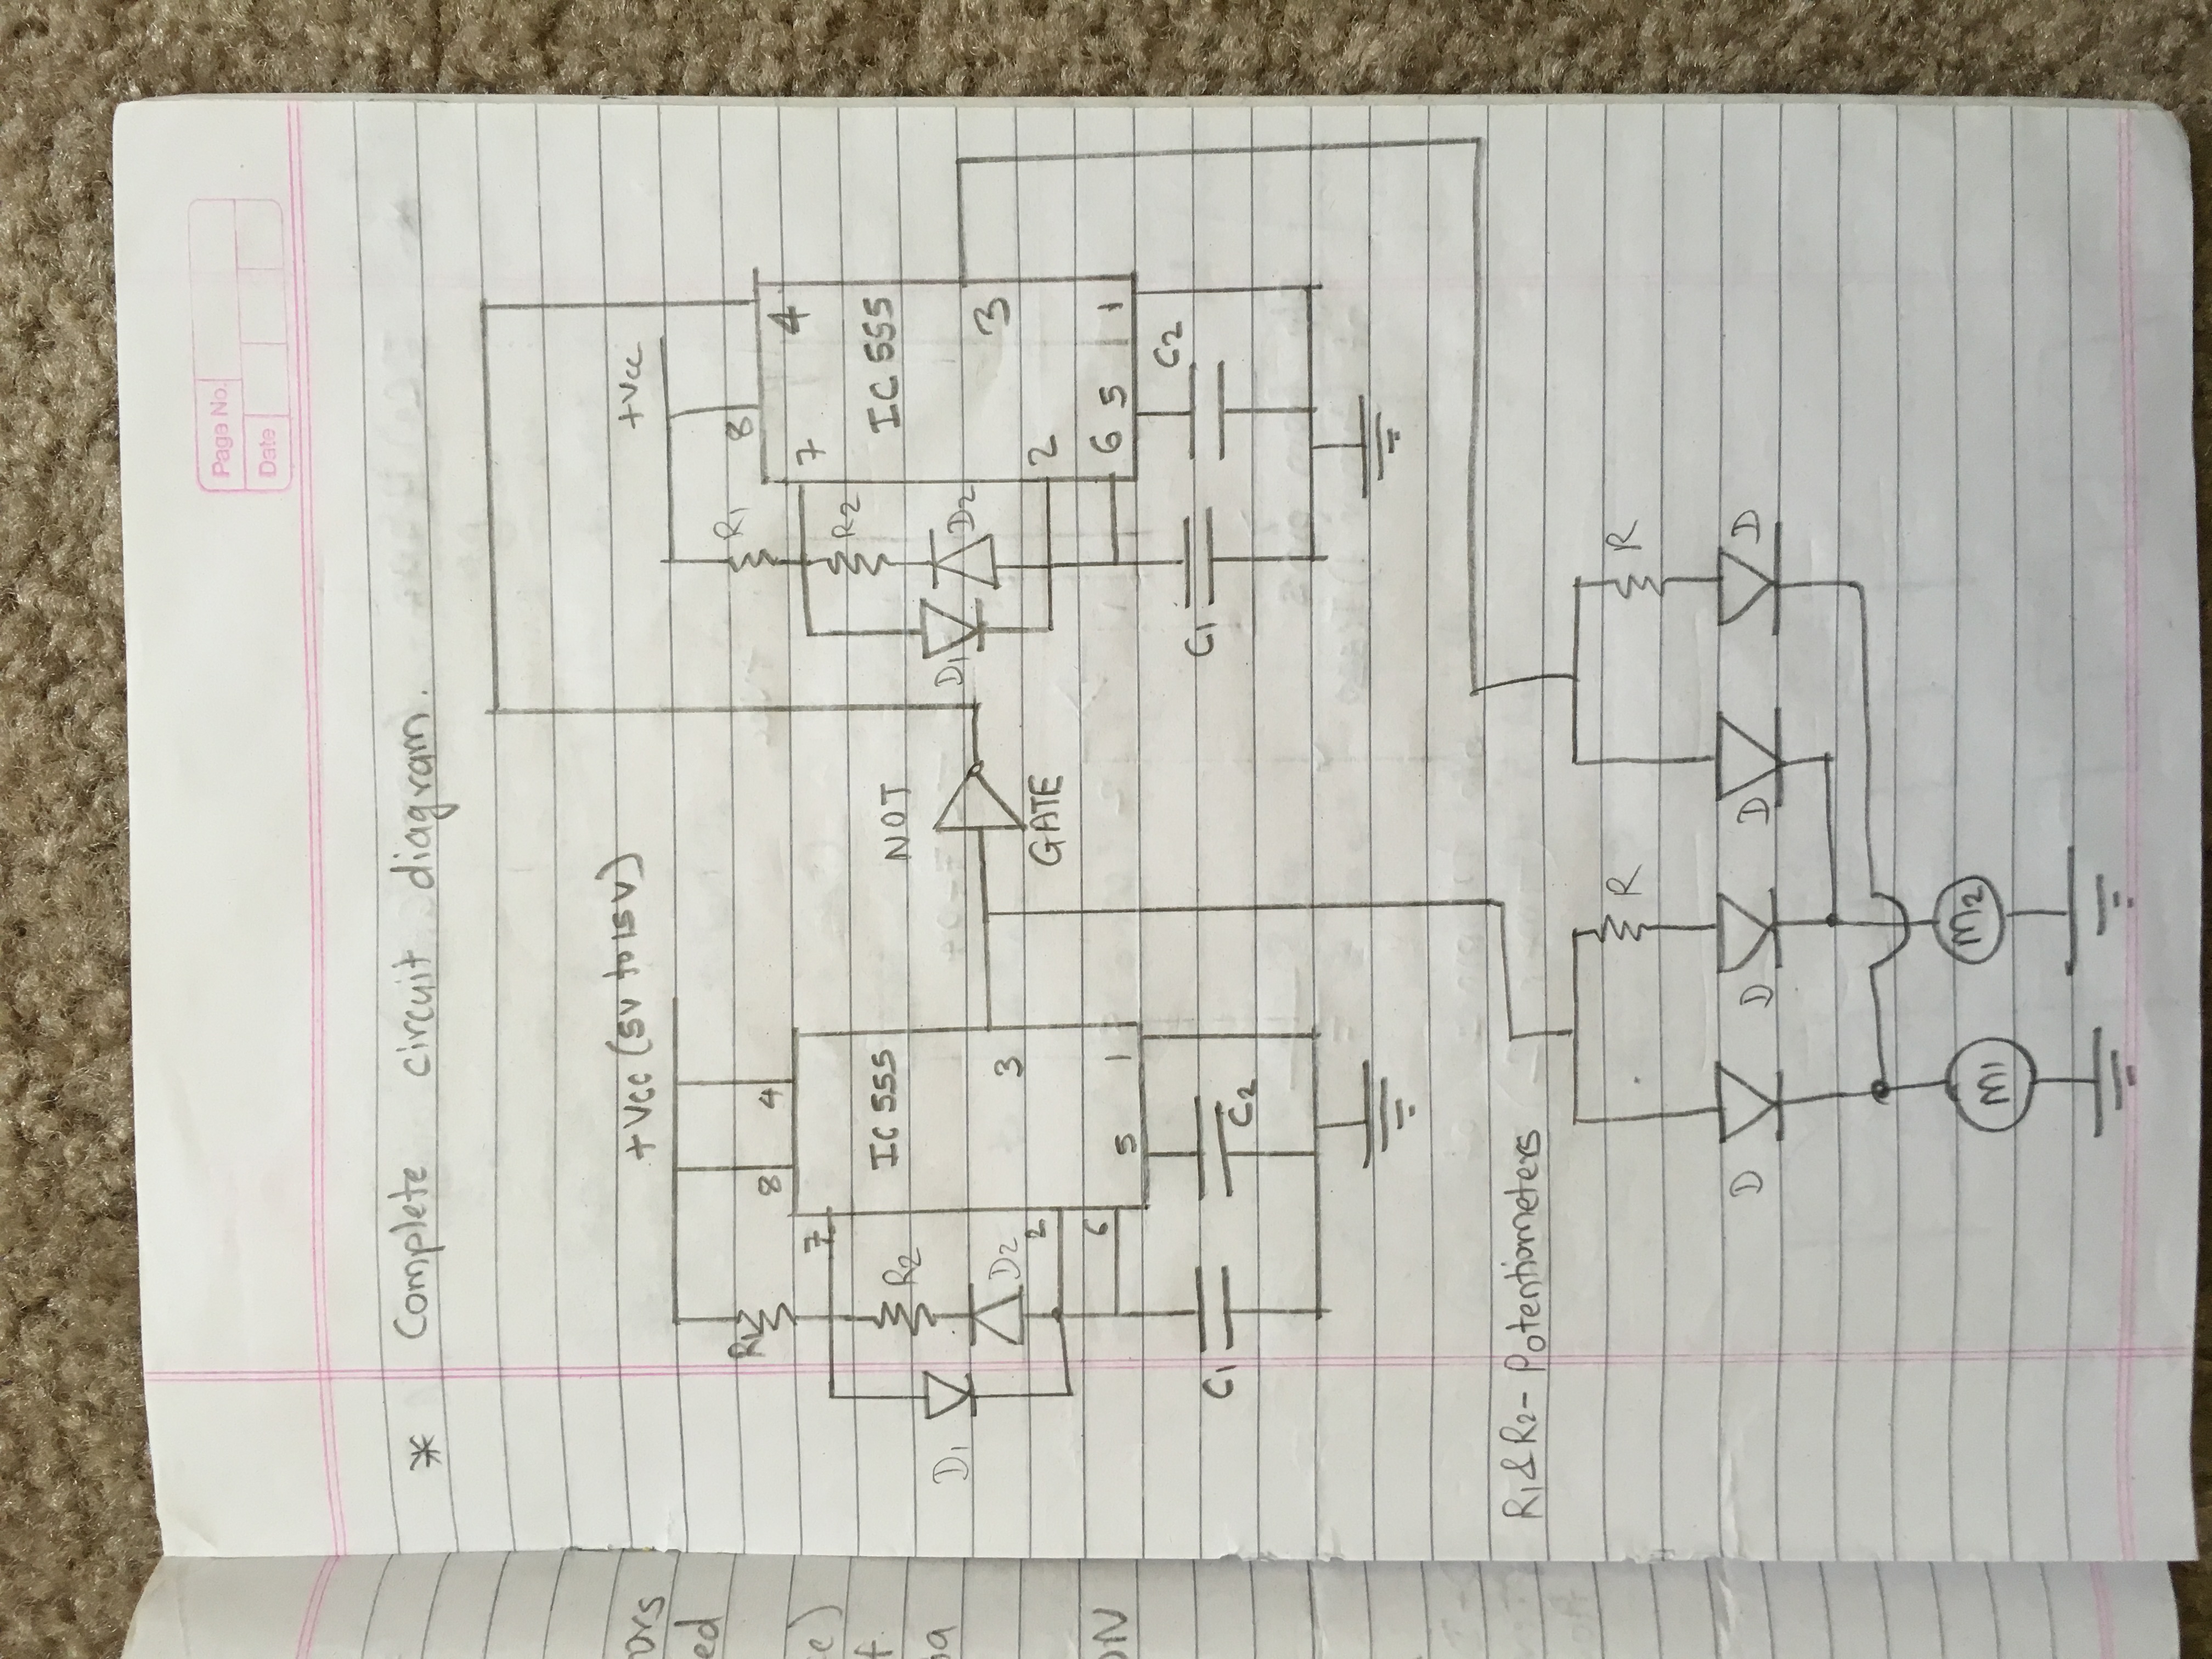 Page No.
Date
* Complete circuit diagram.
+Vcc (5V to 15V)
+Vcc
R1
8
4
R1
8
4
7
7
IC 555
R2
R2
IC 555
NOT
D1
D2
D1
D2
3
3
GATE
2
2
6
5
1
6
5
1
C1
C2
C1
C2
R1 & R2 - Potentiometers
R
R
D
D
D
D
M1
M2
ors
ed
c)
f
ba
ON